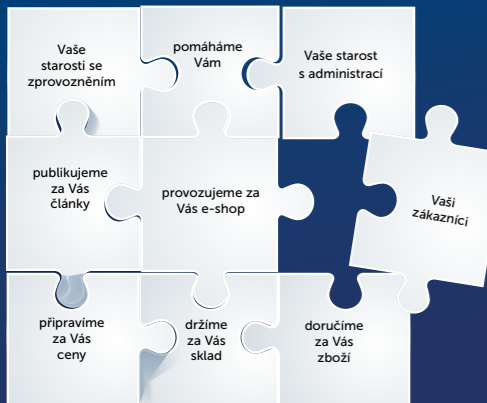 Vaše
starosti se
zprovozněním
pomáháme
Vám
Vaše starost
s administrací
publikujeme
za Vás
články
provozujeme za
Vás e-shop
Vaši
zákazníci
připravíme
za Vás
ceny
držíme
za Vás
sklad
doručíme
za Vás
zboží